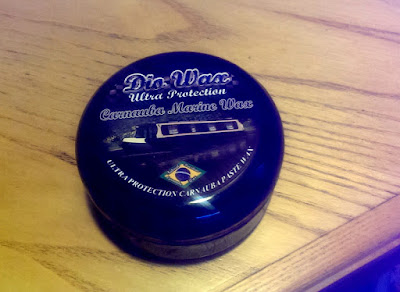 Dio Wax
Ultra Protection
Carnauba Marine Wax
ULTRA PROTECTION CARNAUBA PASTE WAX